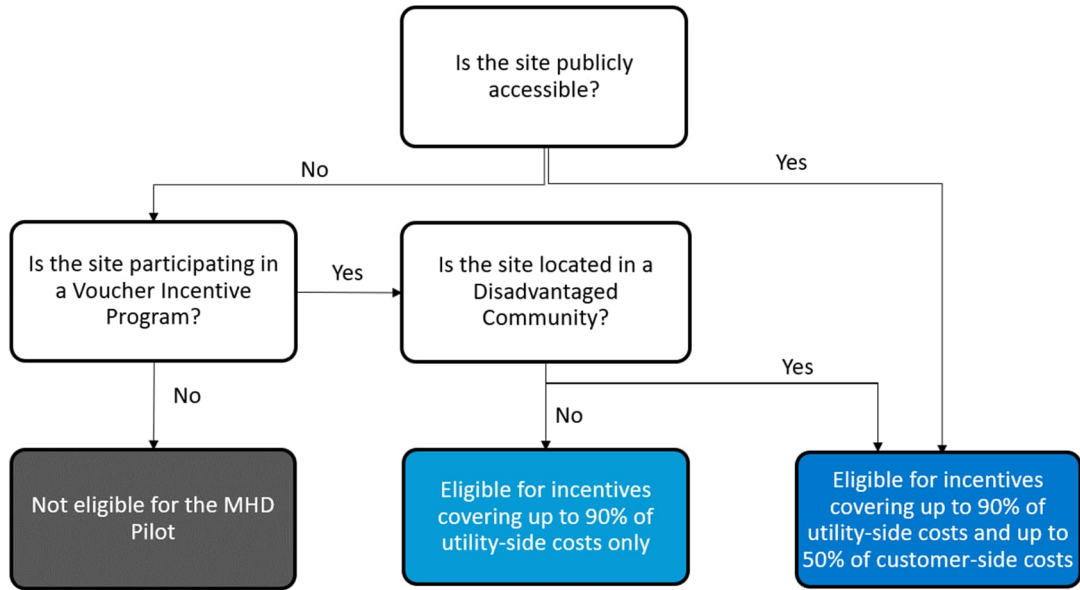 Is the site publicly
accessible?
No
Yes
Is the site participating in
a Voucher Incentive
Program?
Yes
Is the site located in a
Disadvantaged
Community?
No
No
Yes
Not eligible for the MHD
Pilot
Eligible for incentives
covering up to 90% of
utility-side costs only
Eligible for incentives
covering up to 90% of
utility-side costs and up to
50% of customer-side costs